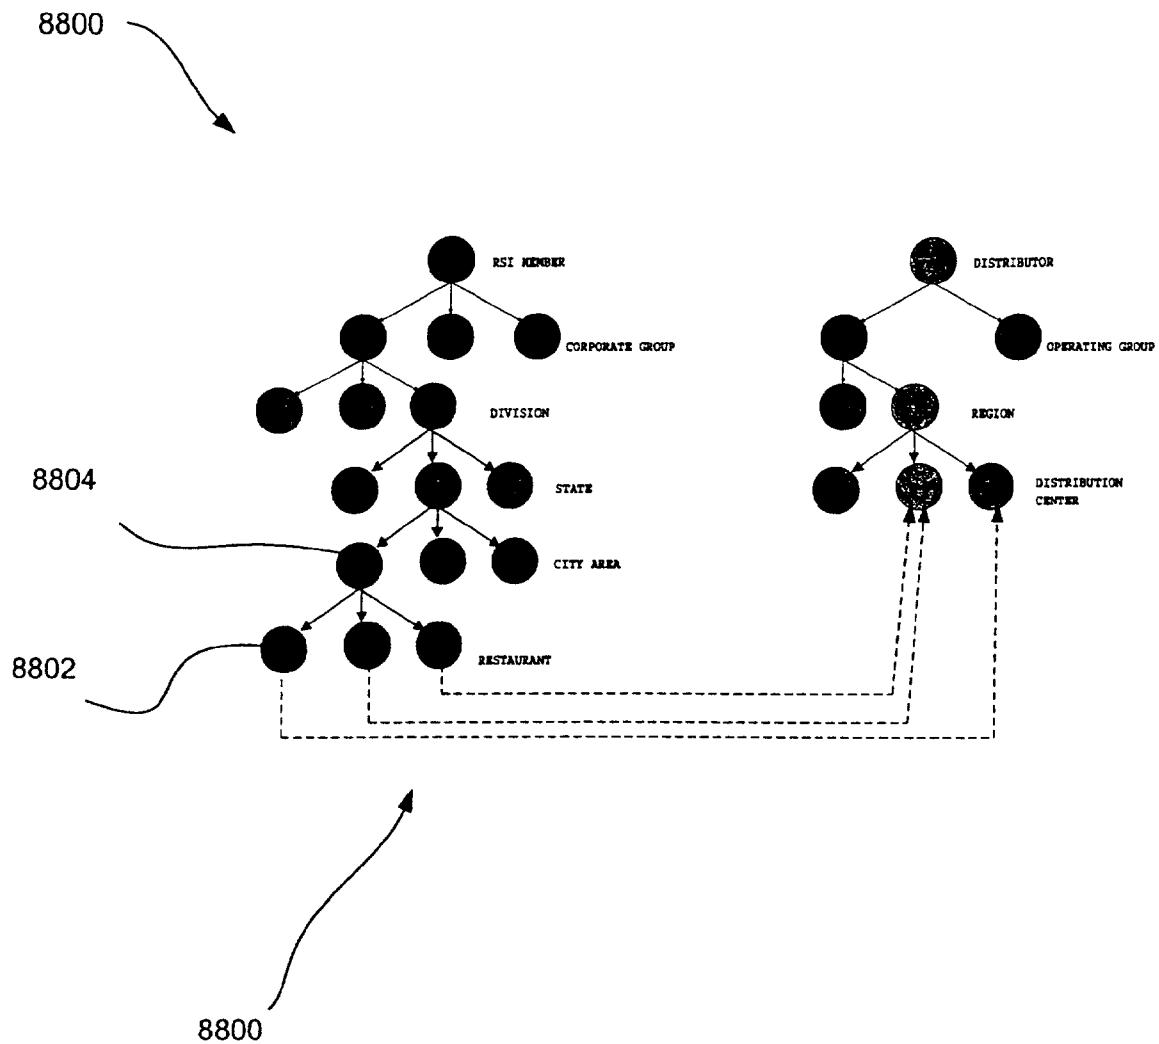 8800
RSI MEMBER
DISTRIBUTOR
CORPORATE GROUP
OPERATING GROUP
DIVISION
REGION
8804
STATE
DISTRIBUTION
CENTER
CITY AREA
8802
RESTAURANT
8800